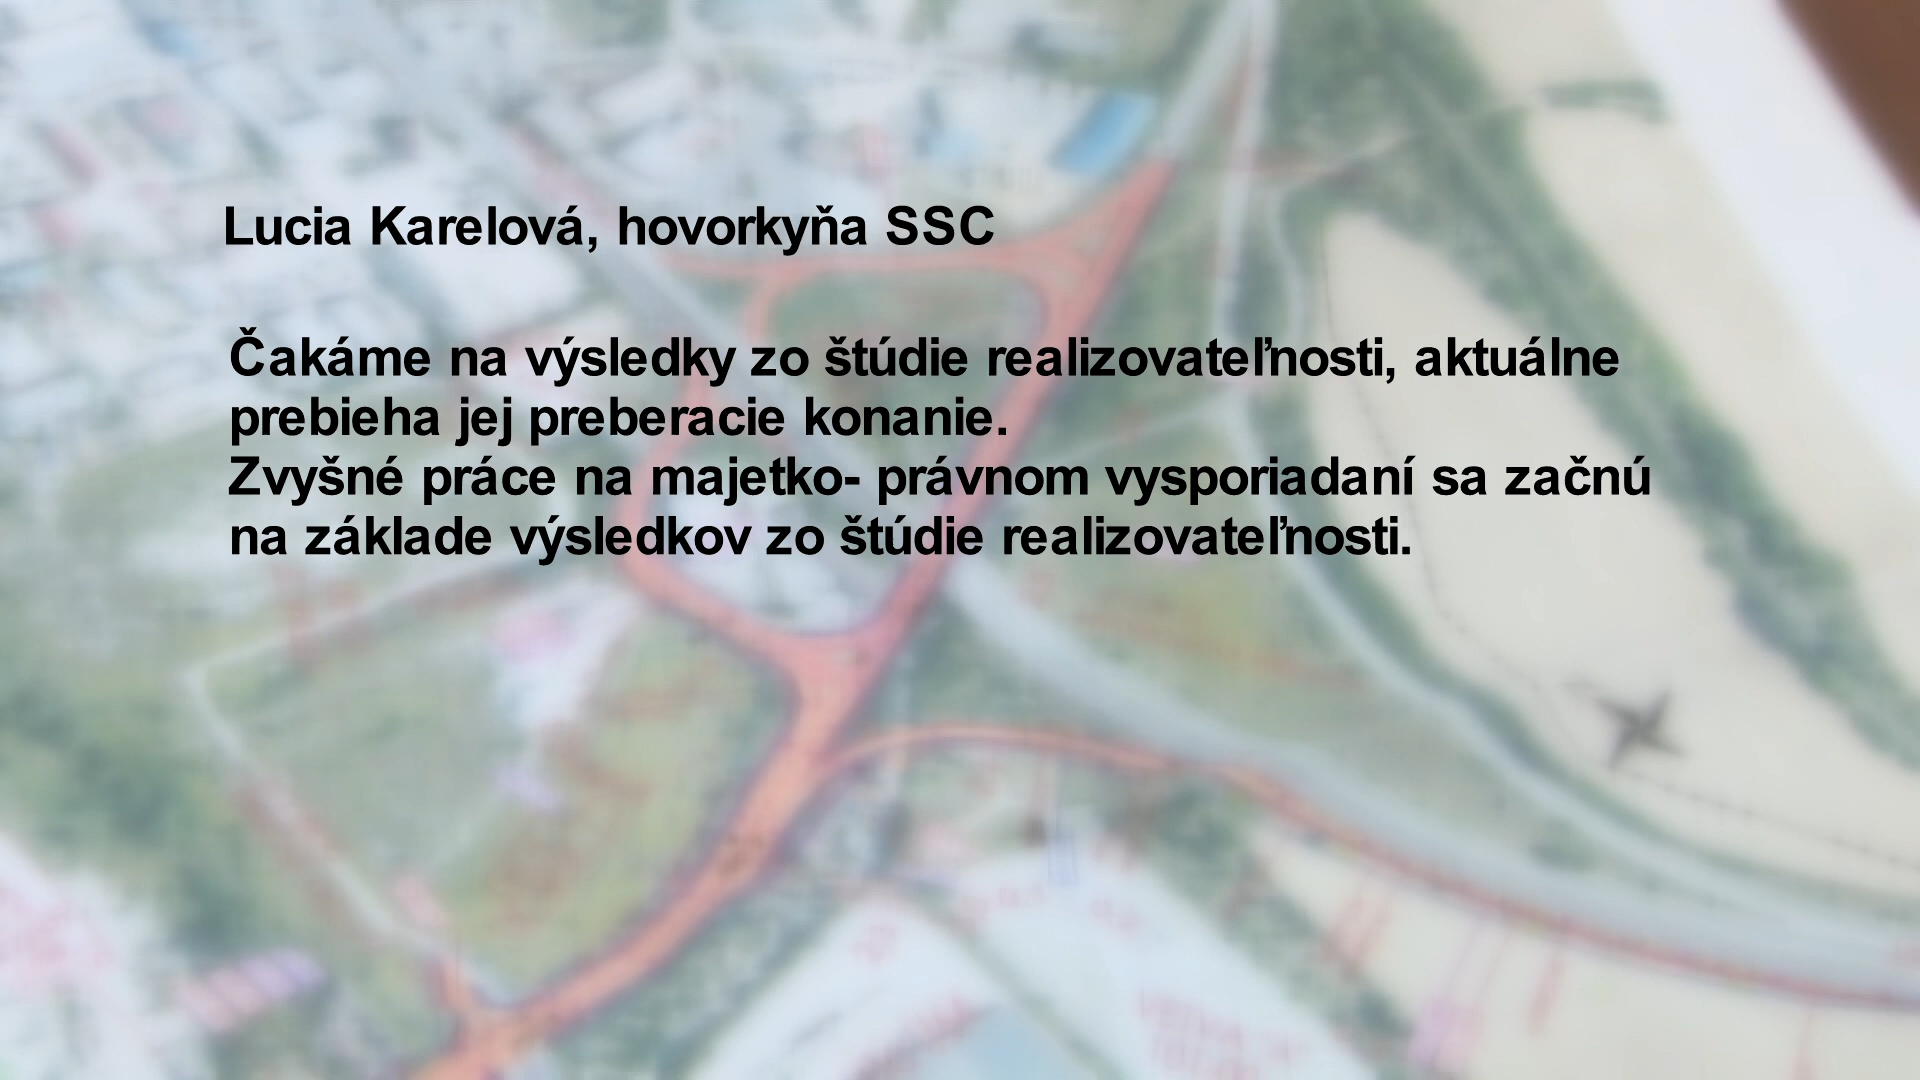 Lucia Karelová, hovorkyňa SSC
Čakáme na výsledky zo štúdie realizovateľnosti, aktuálne
prebieha jej preberacie konanie.
Zvyšné práce na majetko- právnom vysporiadaní sa začnú
na základe výsledkov zo štúdie realizovateľnosti.